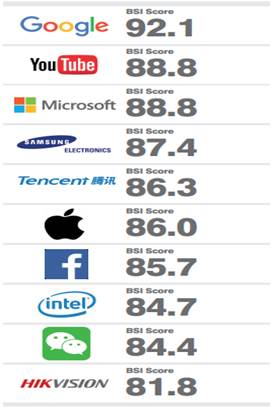 BSI Score
Google 92.1
BSI Score
YouTube 88.8
BSI Score
Microsoft 88.8
BSI Score
SAMSUNG 87.4
ELECTRONICS
BSI Score
Tencent 腾讯 86.3
BSI Score
86.0
BSI Score
f 85.7
BSI Score
intel 84.7
BSI Score
84.4
BSI Score
HIKVISION 81.8